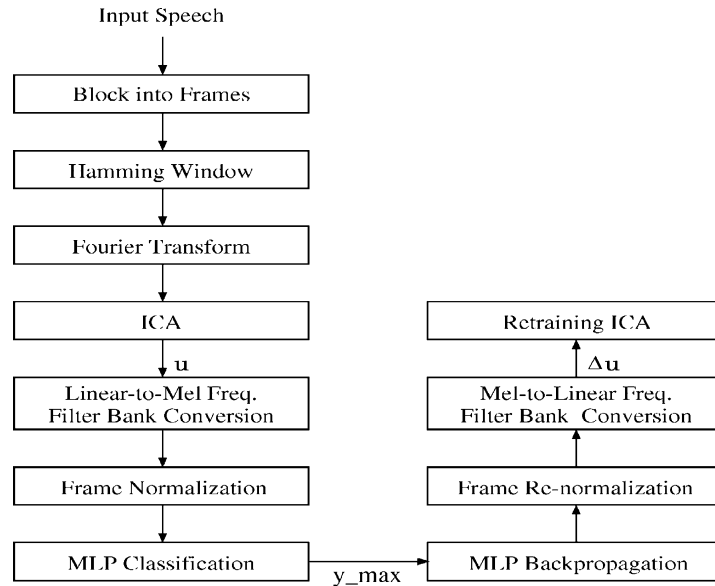 Input Speech
Block into Frames
Hamming Window
Fourier Transform
ICA
u
Linear-to-Mel Freq.
Filter Bank Conversion
Frame Normalization
MLP Classification
y_max
MLP Backpropagation
Frame Re-normalization
Mel-to-Linear Freq.
Filter Bank Conversion
Δu
Retraining ICA